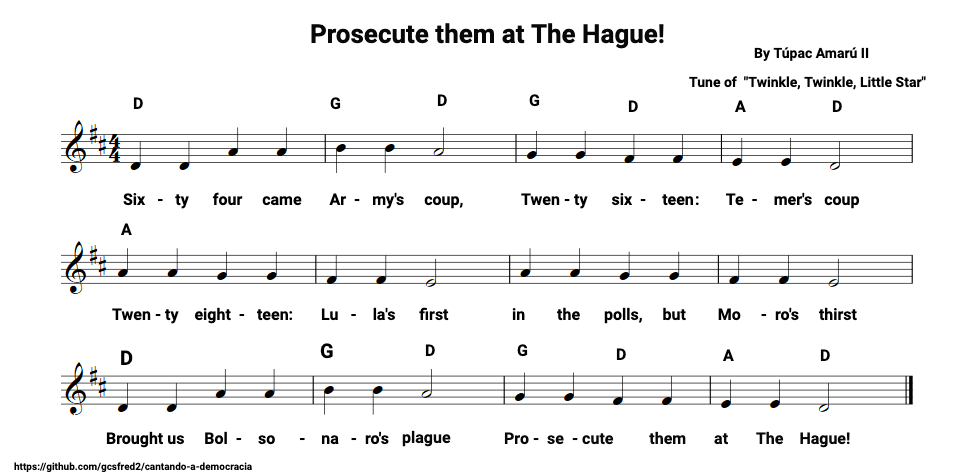 Prosecute them at The Hague!
By Túpac Amarú II
Tune of "Twinkle, Twinkle, Little Star"
D G D G D A D
4
4
Six - ty four came Ar - my's coup, Twen - ty six - teen: Te - mer's coup
A
Twen - ty eight - teen: Lu - la's first in the polls, but Mo - ro's thirst
D G D G D A D
Brought us Bol - so - na - ro's plague Pro - se - cute them at The Hague!
https://github.com/gcsfred2/cantando-a-democracia